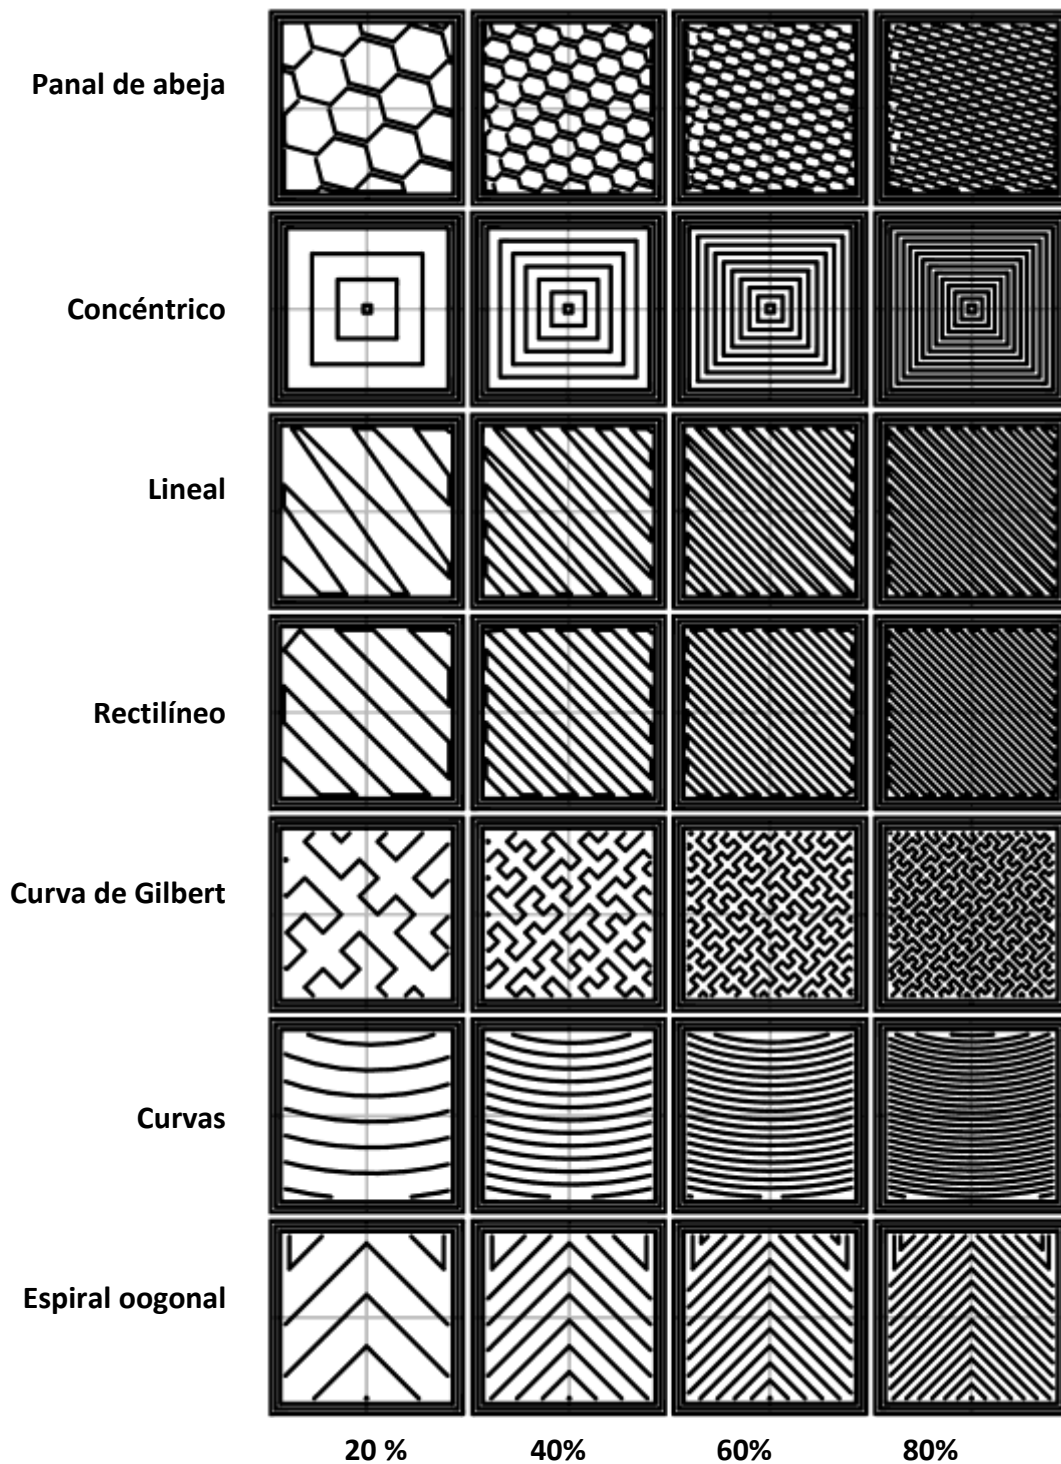 Panal de abeja
Concéntrico
Lineal
Rectilíneo
Curva de Gilbert
Curvas
Espiral oogonal
20 % 40% 60% 80%